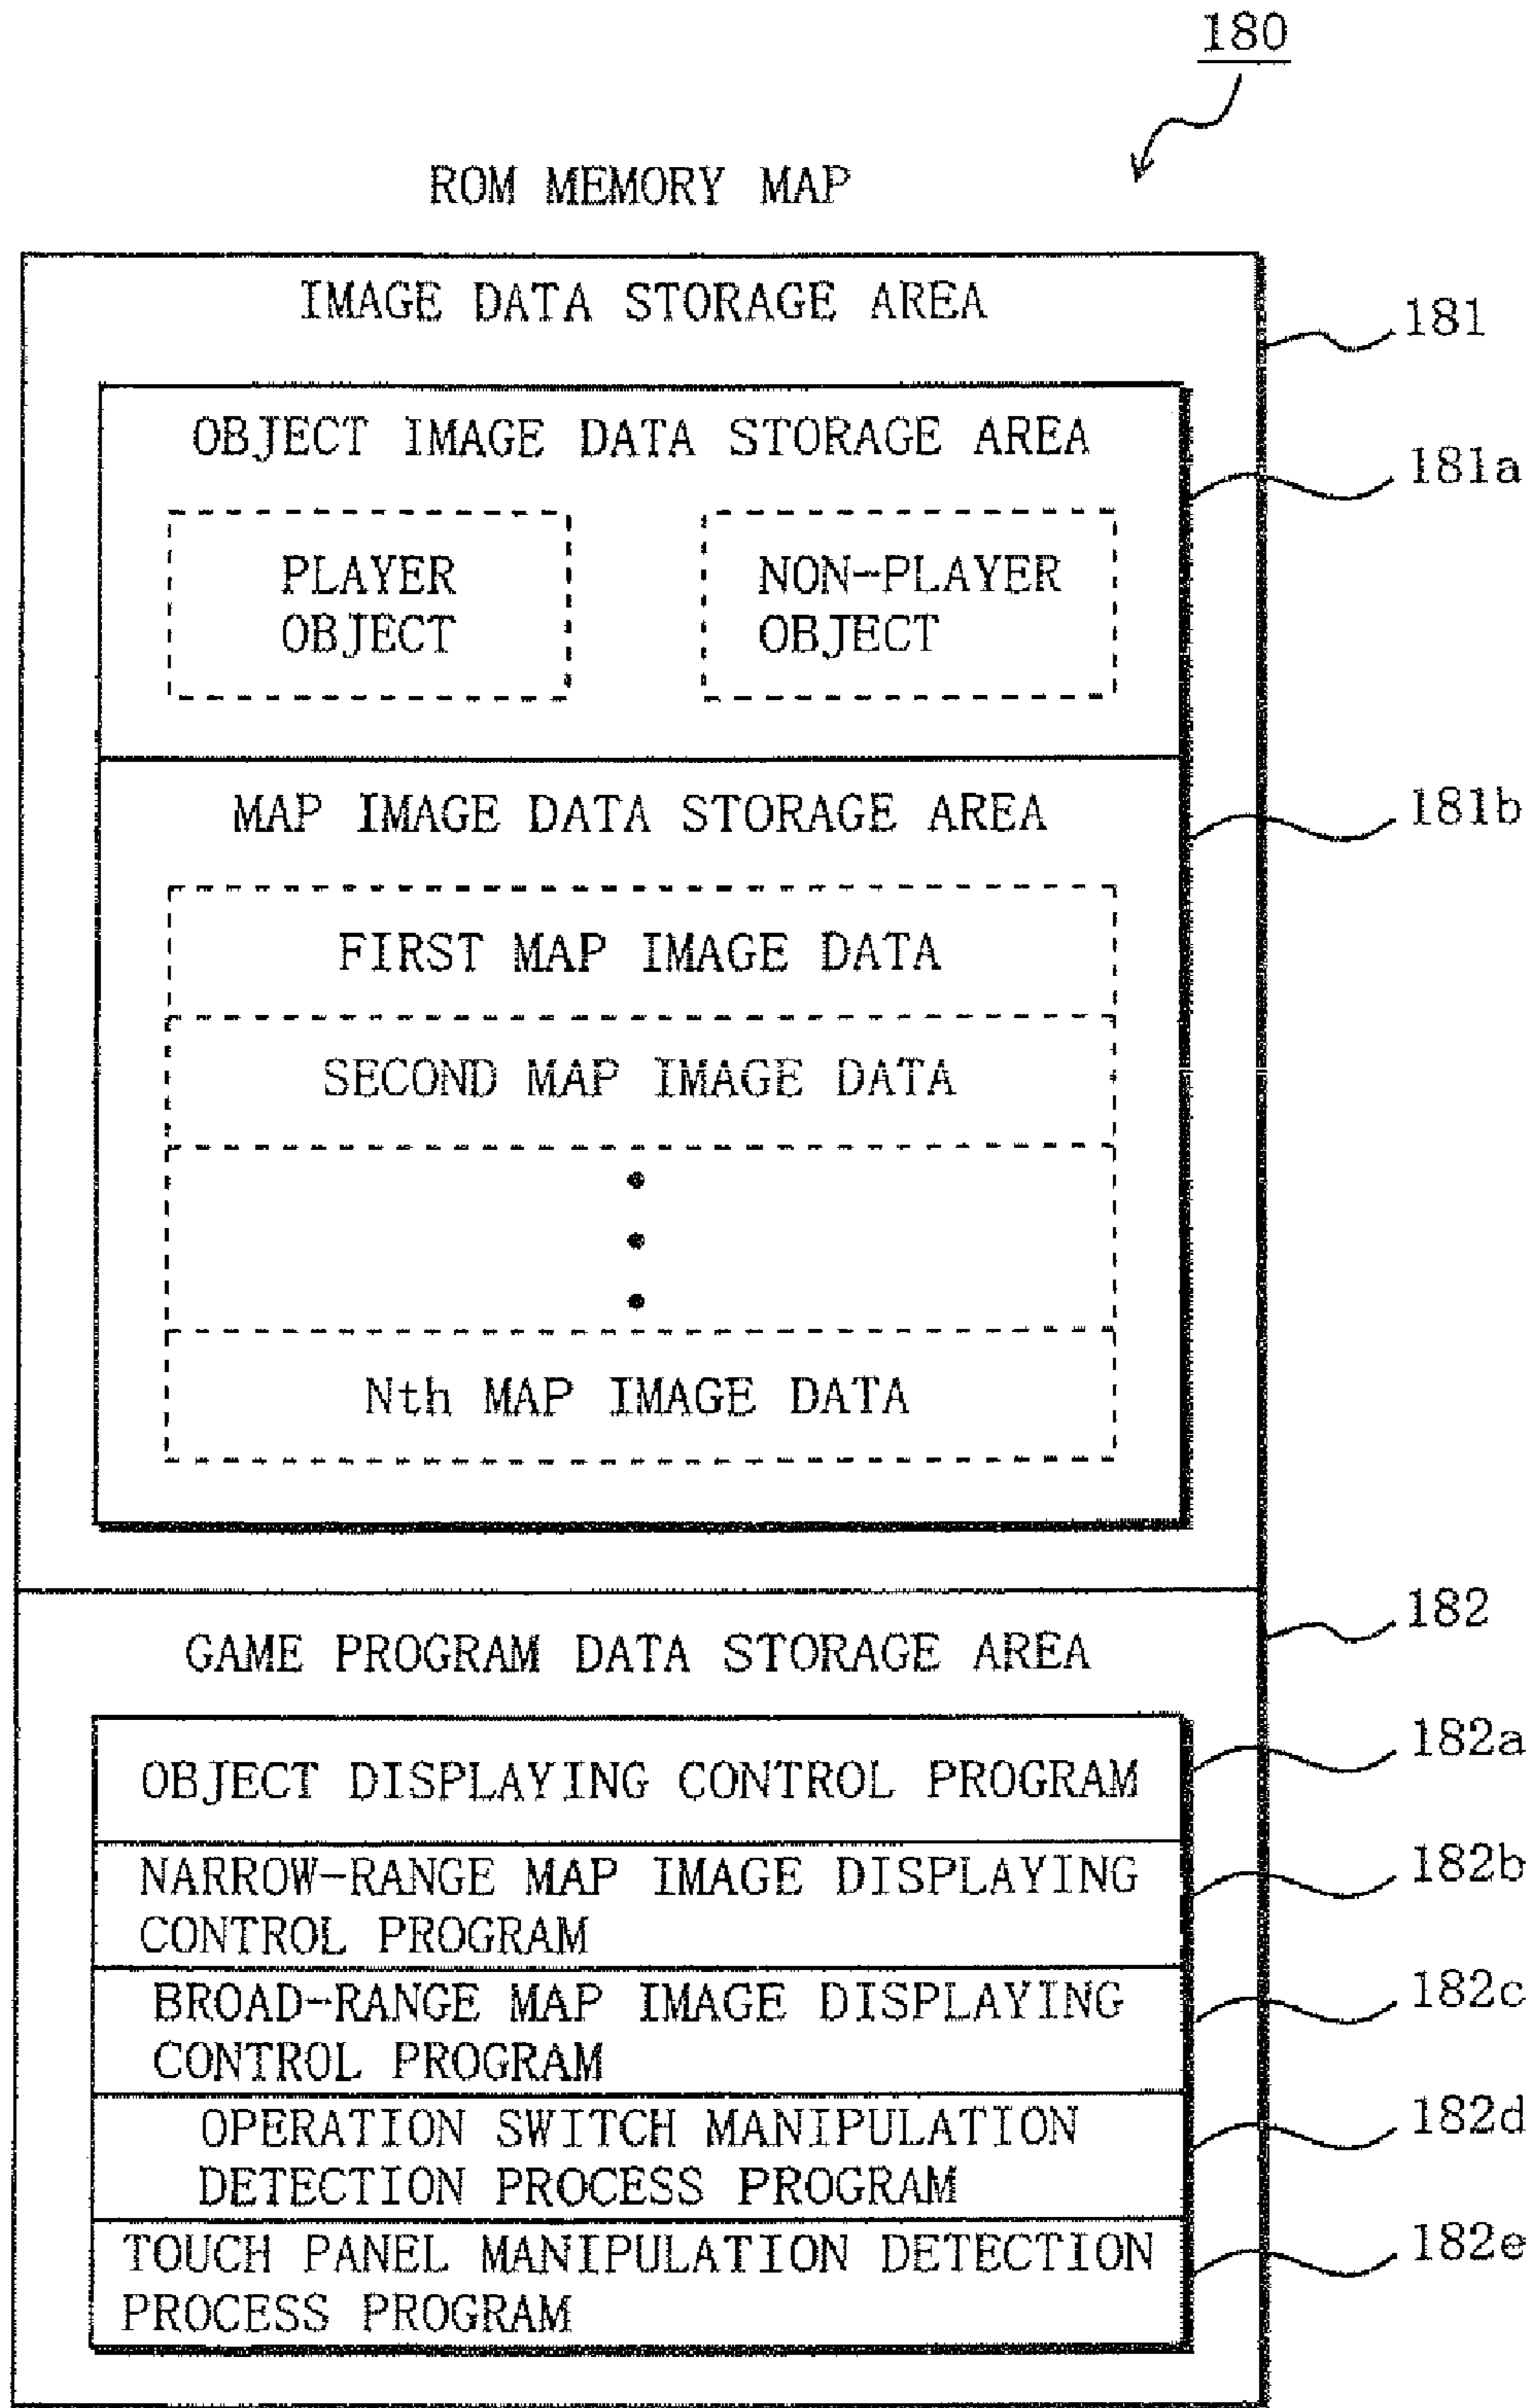 180
ROM MEMORY MAP
IMAGE DATA STORAGE AREA
181
OBJECT IMAGE DATA STORAGE AREA
181a
PLAYER
OBJECT
NON-PLAYER
OBJECT
MAP IMAGE DATA STORAGE AREA
181b
FIRST MAP IMAGE DATA
SECOND MAP IMAGE DATA
Nth MAP IMAGE DATA
GAME PROGRAM DATA STORAGE AREA
182
OBJECT DISPLAYING CONTROL PROGRAM
182a
NARROW-RANGE MAP IMAGE DISPLAYING
CONTROL PROGRAM
182b
BROAD-RANGE MAP IMAGE DISPLAYING
CONTROL PROGRAM
182c
OPERATION SWITCH MANIPULATION
DETECTION PROCESS PROGRAM
182d
TOUCH PANEL MANIPULATION DETECTION
PROCESS PROGRAM
182e